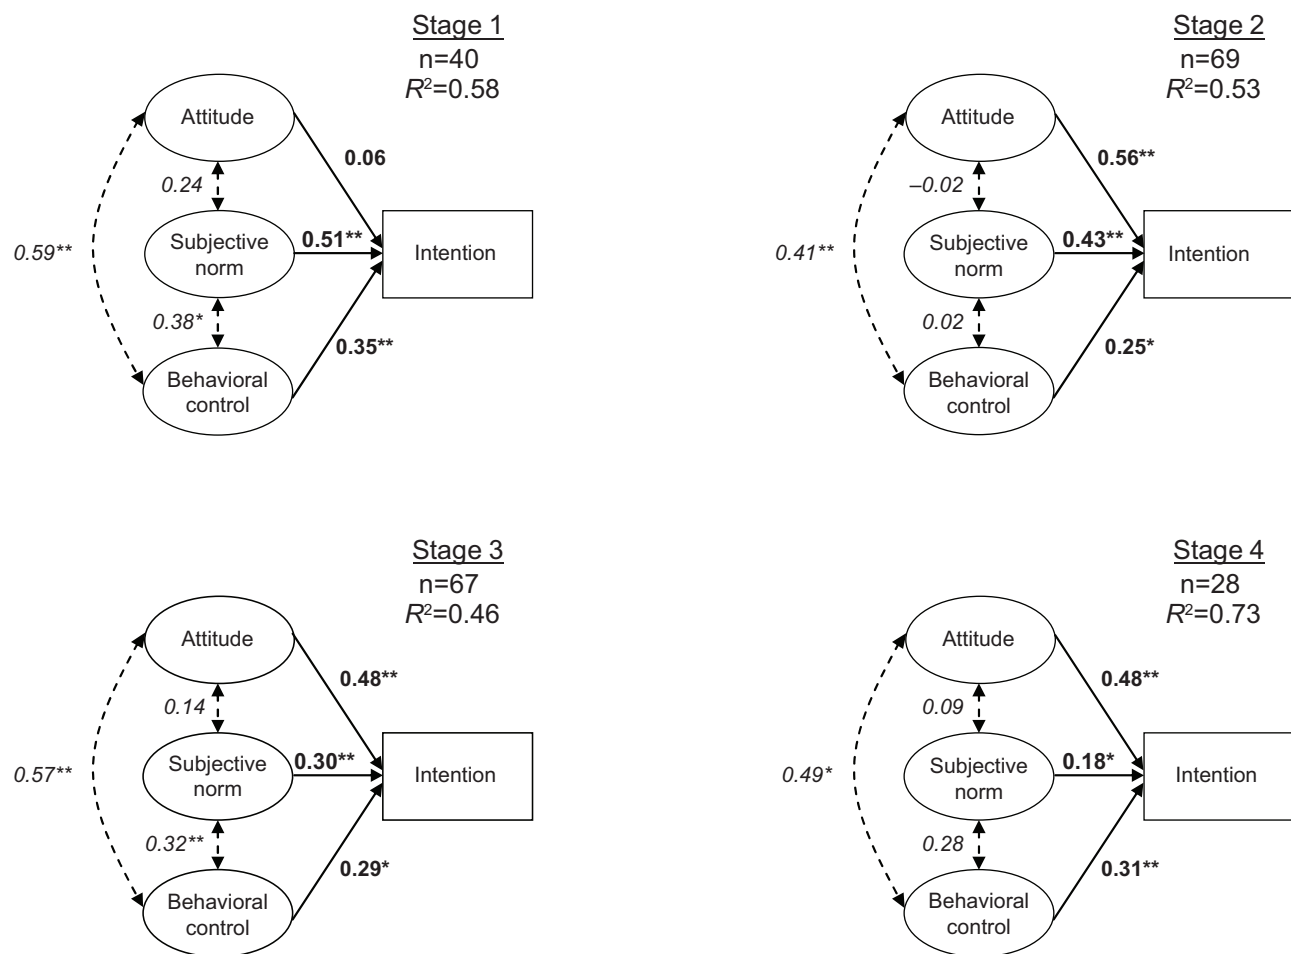 Stage 1
n=40
R²=0.58
Attitude
0.06
0.24
Subjective
norm
0.51**
Intention
0.59**
0.38*
0.35**
Behavioral
control
Stage 2
n=69
R²=0.53
Attitude
0.56**
–0.02
Subjective
norm
0.43**
Intention
0.41**
0.02
0.25*
Behavioral
control
Stage 3
n=67
R²=0.46
Attitude
0.48**
0.14
Subjective
norm
0.30**
Intention
0.57**
0.32**
0.29*
Behavioral
control
Stage 4
n=28
R²=0.73
Attitude
0.48**
0.09
Subjective
norm
0.18*
Intention
0.49*
0.28
0.31**
Behavioral
control